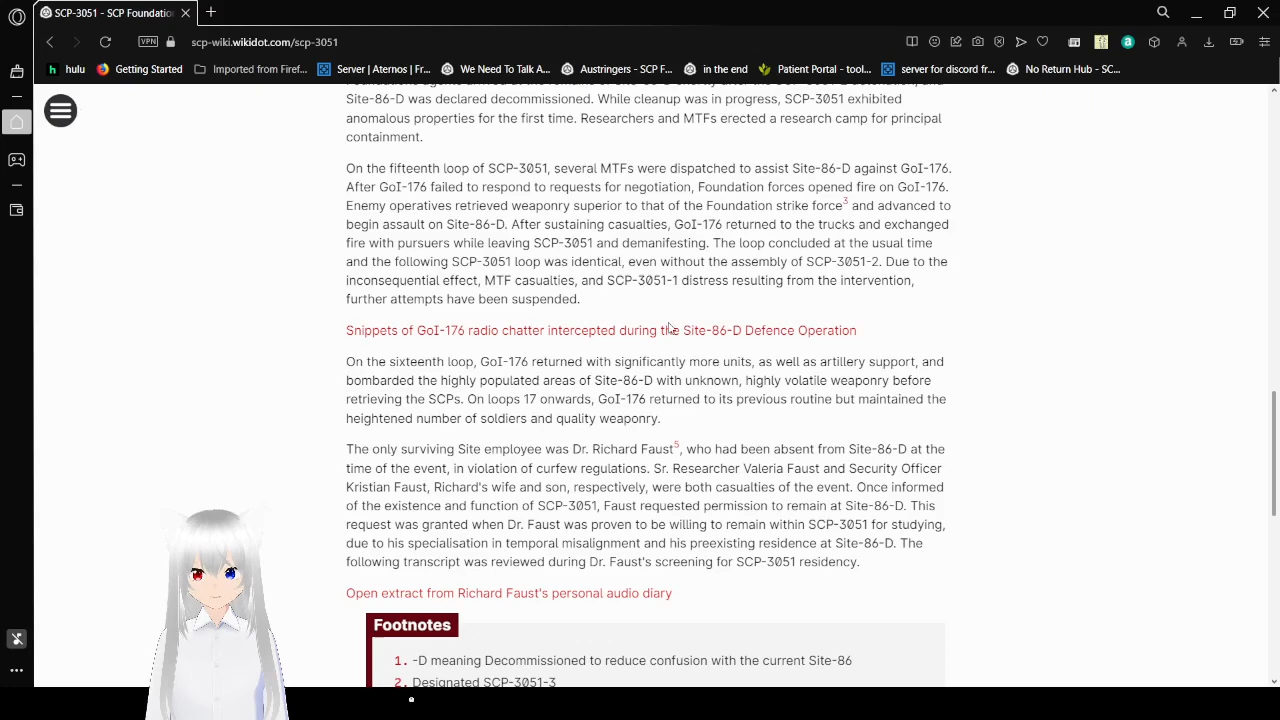 SCP-3051 - SCP Foundation
scp-wiki.wikidot.com/scp-3051
VPN
hulu
Getting Started
Imported from Firef...
Server | Aternos | Fr...
We Need To Talk A...
Austringers - SCP F...
in the end
Patient Portal - tool...
server for discord fr...
No Return Hub - SC...
Site-86-D was declared decommissioned. While cleanup was in progress, SCP-3051 exhibited
anomalous properties for the first time. Researchers and MTFs erected a research camp for principal
containment.
On the fifteenth loop of SCP-3051, several MTFs were dispatched to assist Site-86-D against GoI-176.
After GoI-176 failed to respond to requests for negotiation, Foundation forces opened fire on GoI-176.
Enemy operatives retrieved weaponry superior to that of the Foundation strike force3 and advanced to
begin assault on Site-86-D. After sustaining casualties, GoI-176 returned to the trucks and exchanged
fire with pursuers while leaving SCP-3051 and demanifesting. The loop concluded at the usual time
and the following SCP-3051 loop was identical, even without the assembly of SCP-3051-2. Due to the
inconsequential effect, MTF casualties, and SCP-3051-1 distress resulting from the intervention,
further attempts have been suspended.
Snippets of GoI-176 radio chatter intercepted during the Site-86-D Defence Operation
On the sixteenth loop, GoI-176 returned with significantly more units, as well as artillery support, and
bombarded the highly populated areas of Site-86-D with unknown, highly volatile weaponry before
retrieving the SCPs. On loops 17 onwards, GoI-176 returned to its previous routine but maintained the
heightened number of soldiers and quality weaponry.
The only surviving Site employee was Dr. Richard Faust5, who had been absent from Site-86-D at the
time of the event, in violation of curfew regulations. Sr. Researcher Valeria Faust and Security Officer
Kristian Faust, Richard's wife and son, respectively, were both casualties of the event. Once informed
of the existence and function of SCP-3051, Faust requested permission to remain at Site-86-D. This
request was granted when Dr. Faust was proven to be willing to remain within SCP-3051 for studying,
due to his specialisation in temporal misalignment and his preexisting residence at Site-86-D. The
following transcript was reviewed during Dr. Faust's screening for SCP-3051 residency.
Open extract from Richard Faust's personal audio diary
Footnotes
1. -D meaning Decommissioned to reduce confusion with the current Site-86
2. Designated SCP-3051-3